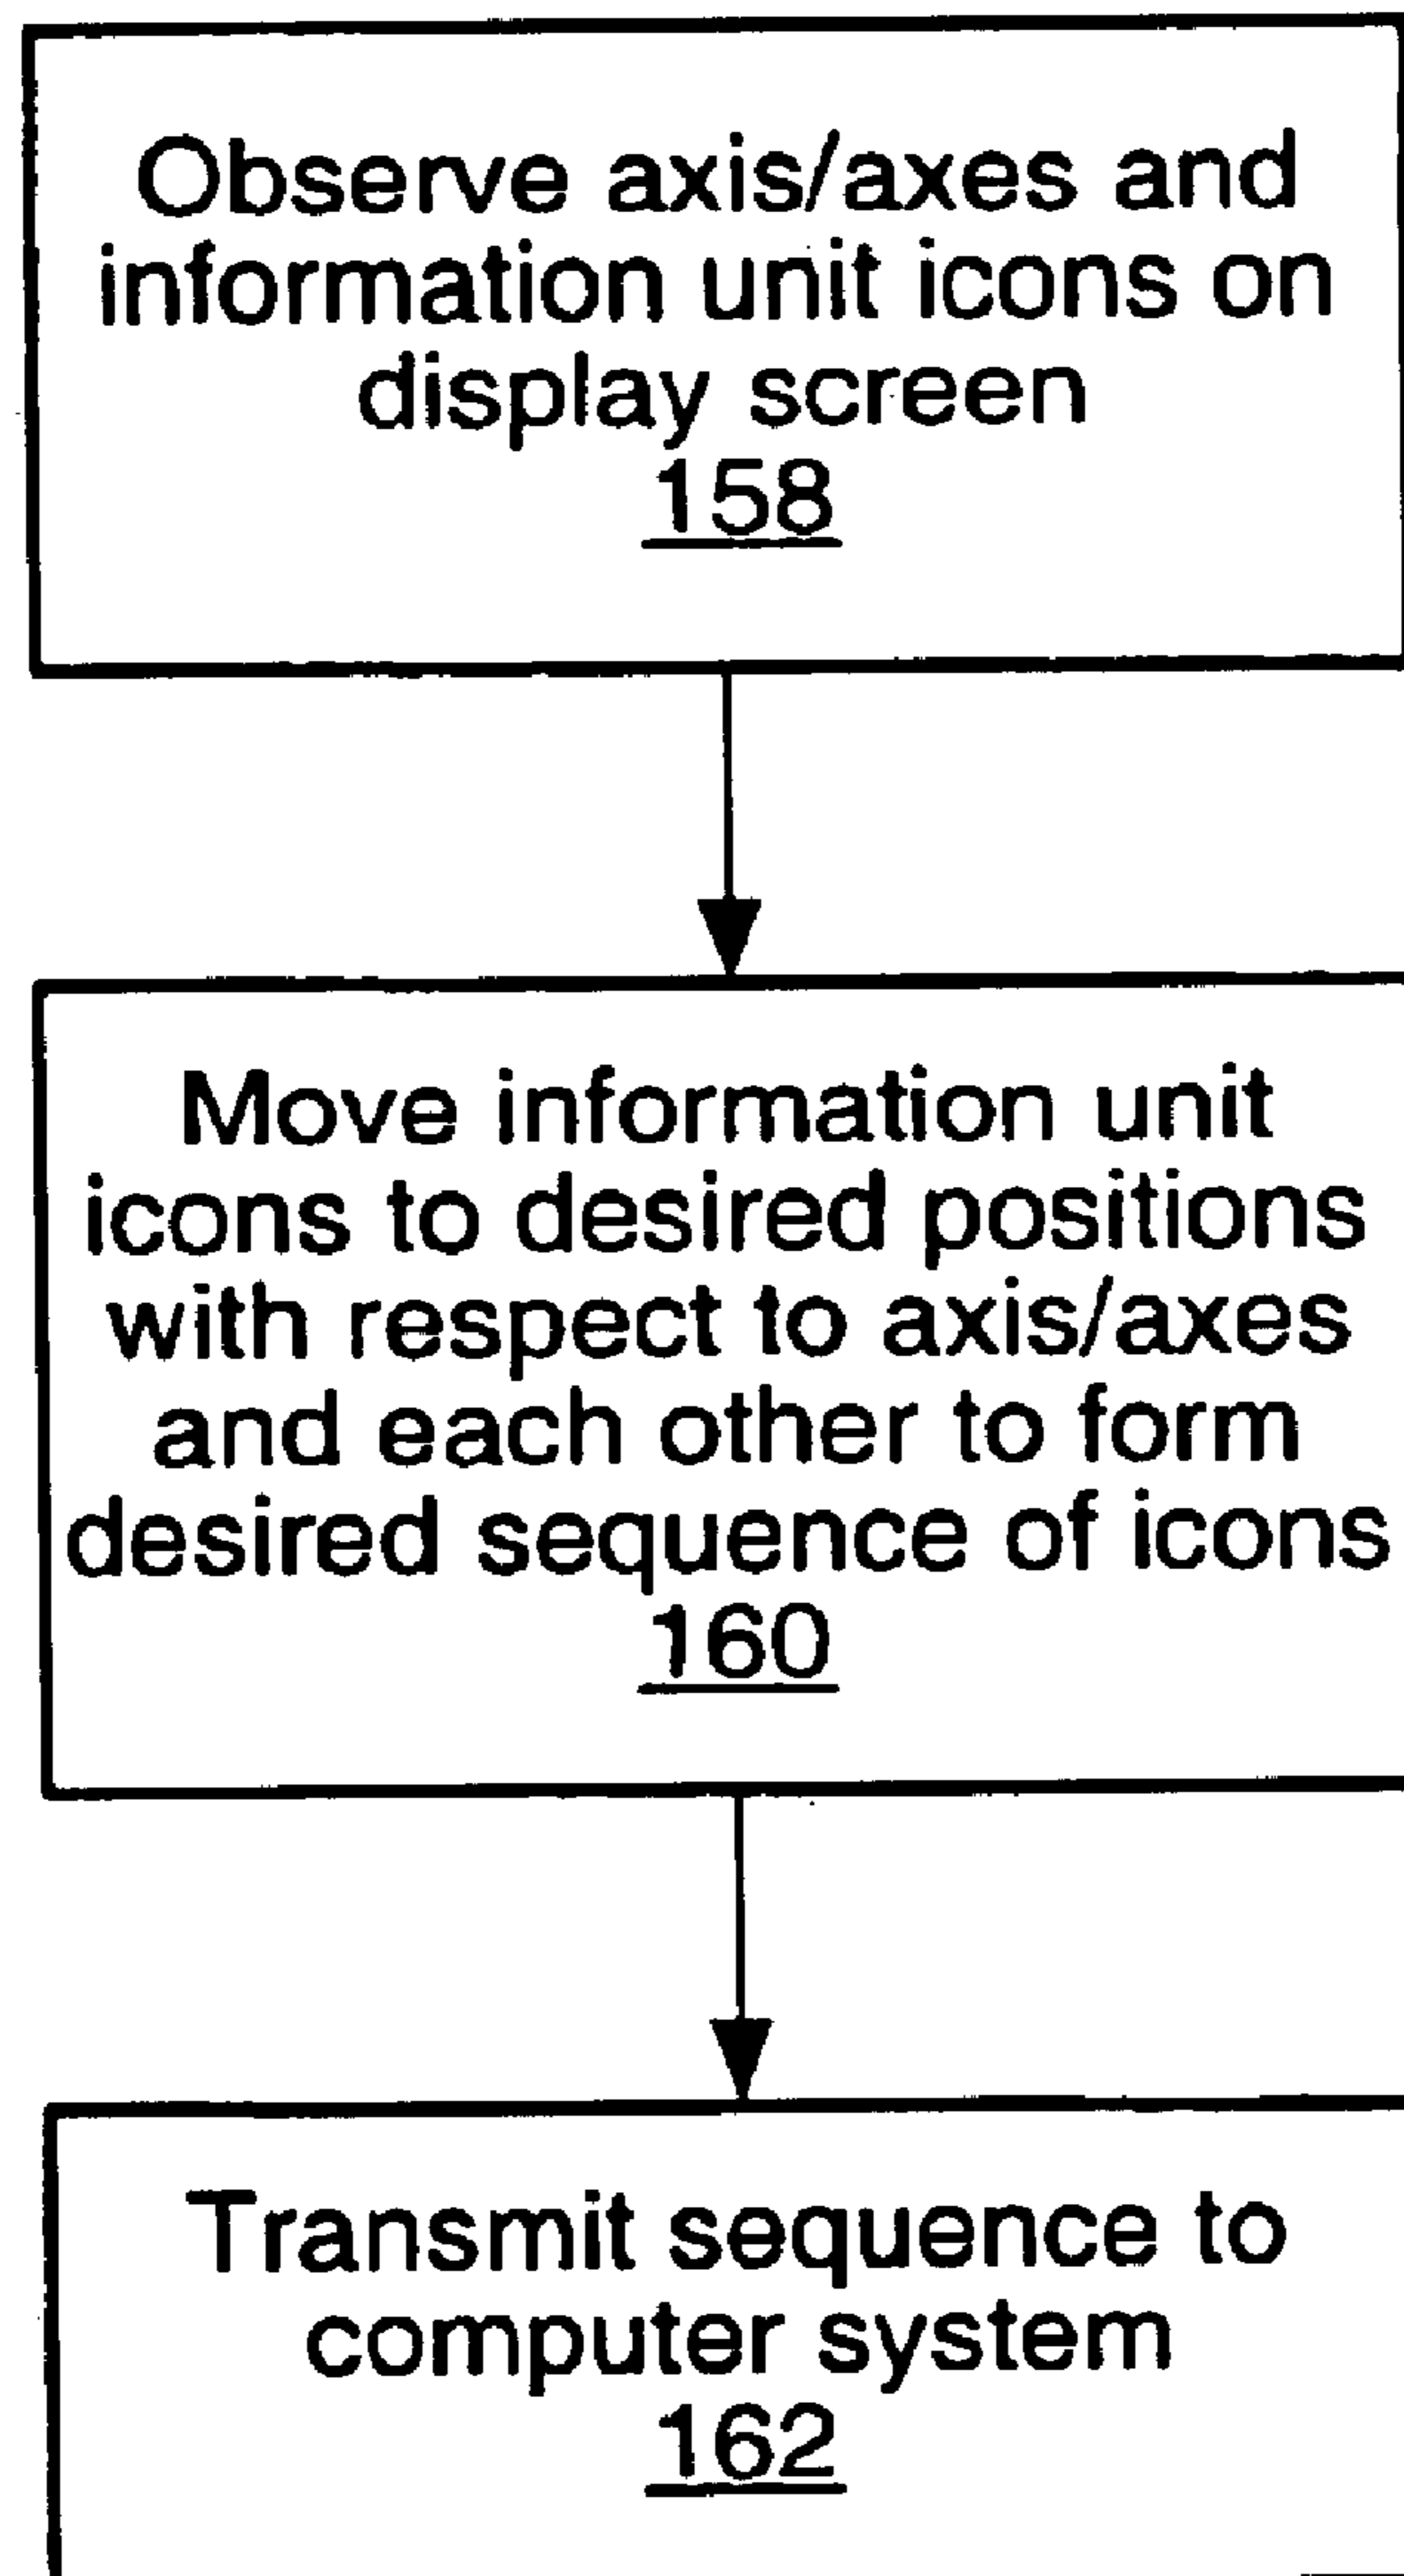 Observe axis/axes and
information unit icons on
display screen
158
Move information unit
icons to desired positions
with respect to axis/axes
and each other to form
desired sequence of icons
160
Transmit sequence to
computer system
162